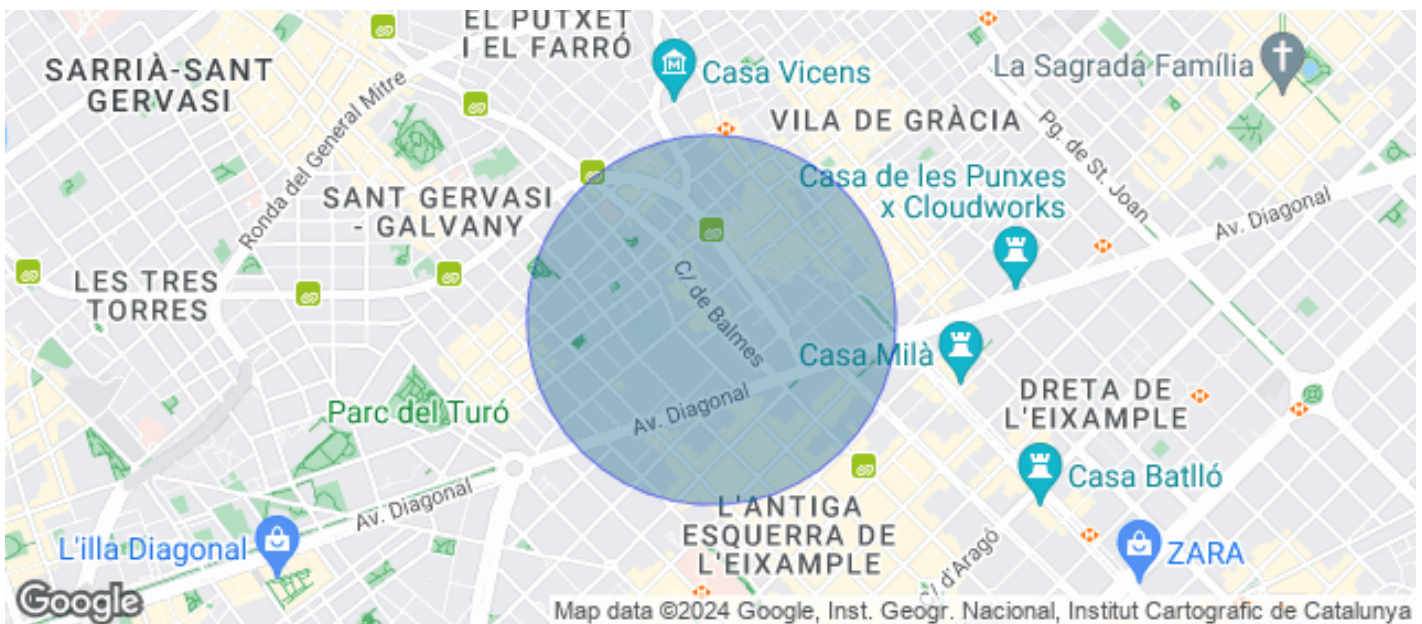 EL PUTXET
I EL FARRÓ
SARRIÀ-SANT
GERVASI
Casa Vicens
La Sagrada Família
Ronda del General Mitre
VILA DE GRÀCIA
Pg. de St. Joan
SANT GERVASI
- GALVANY
Casa de les Punxes
x Cloudworks
Av. Diagonal
LES TRES
TORRES
C/ de Balmes
Casa Milà
Parc del Turó
Av. Diagonal
DRETA DE
L'EIXAMPLE
Av. Diagonal
L'ANTIGA
ESQUERRA DE
L'EIXAMPLE
Casa Batlló
L'illa Diagonal
C/ d'Aragó
ZARA
Google
Map data ©2024 Google, Inst. Geogr. Nacional, Institut Cartogràfic de Catalunya